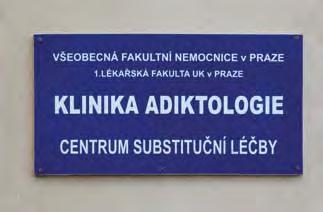 VŠEOBECNÁ FAKULTNÍ NEMOCNICE v PRAZE
1.LÉKAŘSKÁ FAKULTA UK v PRAZE
KLINIKA ADIKTOLOGIE
CENTRUM SUBSTITUČNÍ LÉČBY